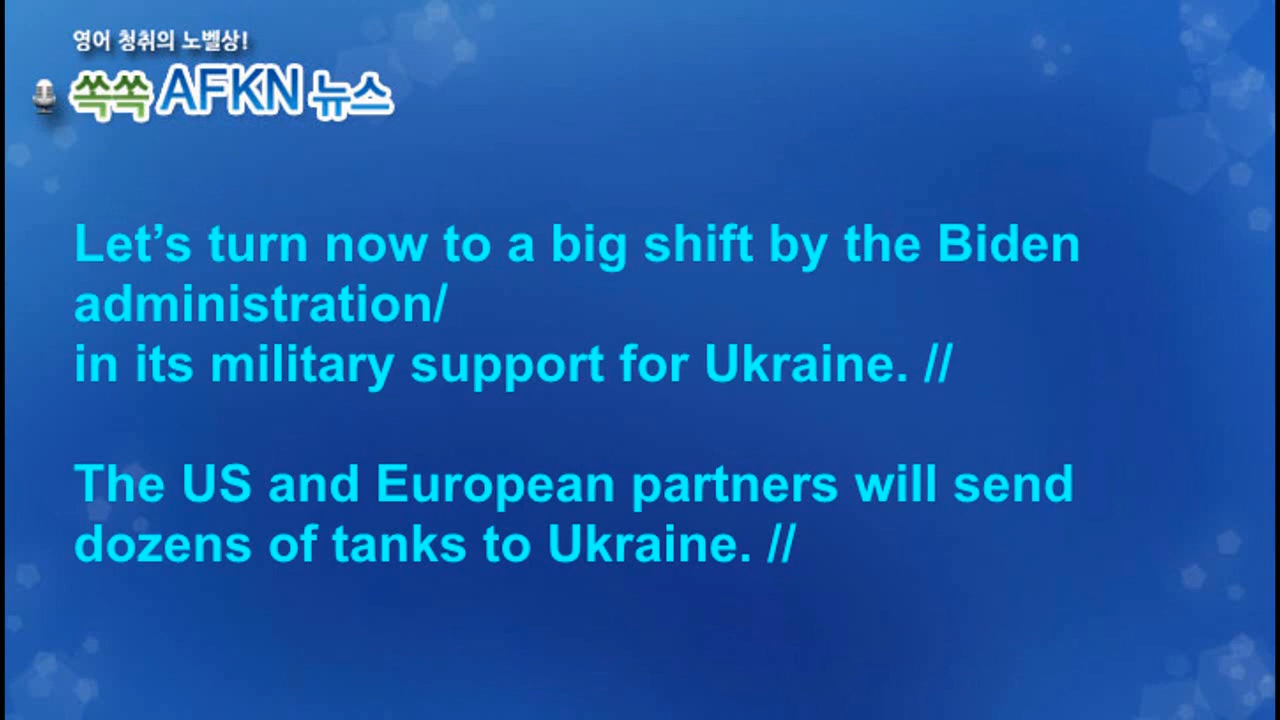 영어 청취의 노벨상!
쏙쏙 AFKN 뉴스
Let’s turn now to a big shift by the Biden
administration/
in its military support for Ukraine. //
The US and European partners will send
dozens of tanks to Ukraine. //